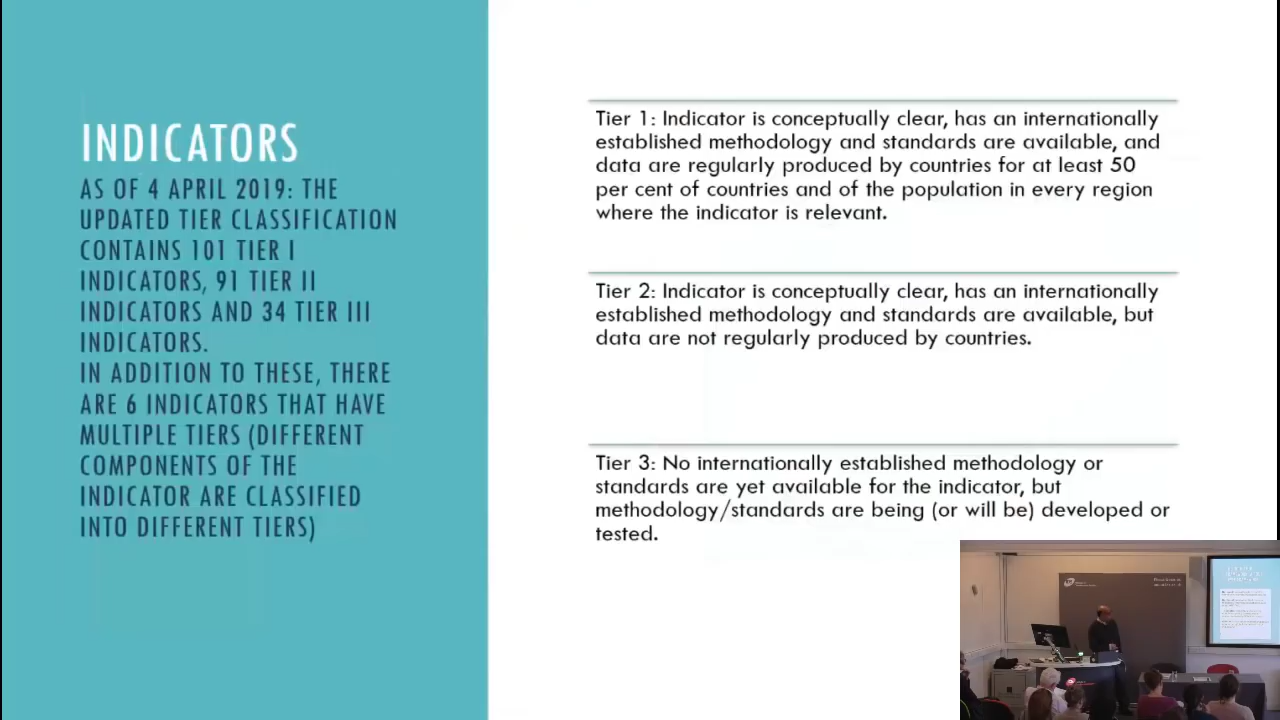 INDICATORS
AS OF 4 APRIL 2019: THE
UPDATED TIER CLASSIFICATION
CONTAINS 101 TIER I
INDICATORS, 91 TIER II
INDICATORS AND 34 TIER III
INDICATORS.
IN ADDITION TO THESE, THERE
ARE 6 INDICATORS THAT HAVE
MULTIPLE TIERS (DIFFERENT
COMPONENTS OF THE
INDICATOR ARE CLASSIFIED
INTO DIFFERENT TIERS)
Tier 1: Indicator is conceptually clear, has an internationally
established methodology and standards are available, and
data are regularly produced by countries for at least 50
per cent of countries and of the population in every region
where the indicator is relevant.
Tier 2: Indicator is conceptually clear, has an internationally
established methodology and standards are available, but
data are not regularly produced by countries.
Tier 3: No internationally established methodology or
standards are yet available for the indicator, but
methodology/standards are being (or will be) developed or
tested.